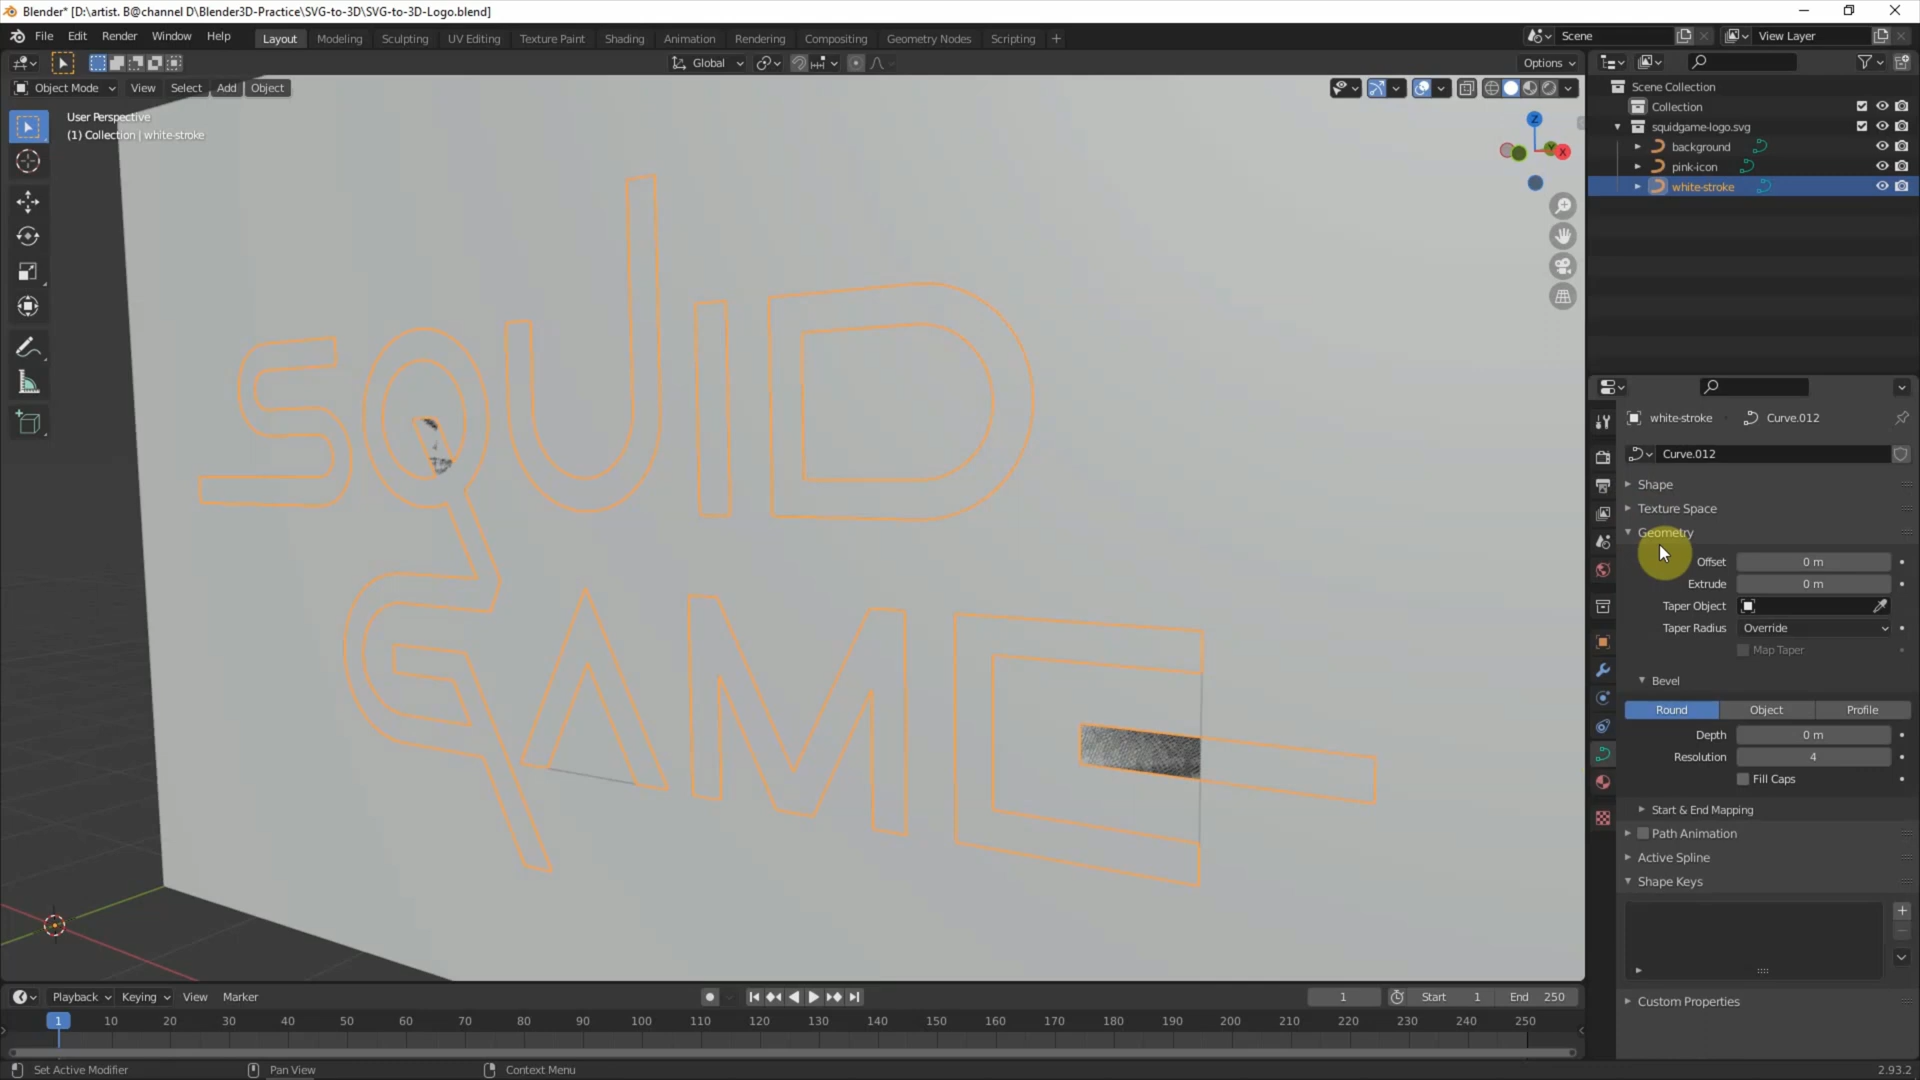 Blender* [D:\artist. B@channel D\Blender3D-Practice\SVG-to-3D\SVG-to-3D-Logo.blend]
File Edit Render Window Help
Layout Modeling Sculpting UV Editing Texture Paint Shading Animation Rendering Compositing Geometry Nodes Scripting +
Scene View Layer
Global Options
Object Mode View Select Add Object
User Perspective
(1) Collection | white-stroke
Z
X
Y
SQUID
GAME
Scene Collection
Collection
squidgame-logo.svg
background
pink-icon
white-stroke
white-stroke Curve.012
Curve.012
Shape
Texture Space
Geometry
Offset 0 m
Extrude 0 m
Taper Object
Taper Radius Override
Map Taper
Bevel
Round Object Profile
Depth 0 m
Resolution 4
Fill Caps
Start & End Mapping
Path Animation
Active Spline
Shape Keys
Custom Properties
Playback Keying View Marker
1 Start 1 End 250
1 10 20 30 40 50 60 70 80 90 100 110 120 130 140 150 160 170 180 190 200 210 220 230 240 250
Set Active Modifier Pan View Context Menu 2.93.2